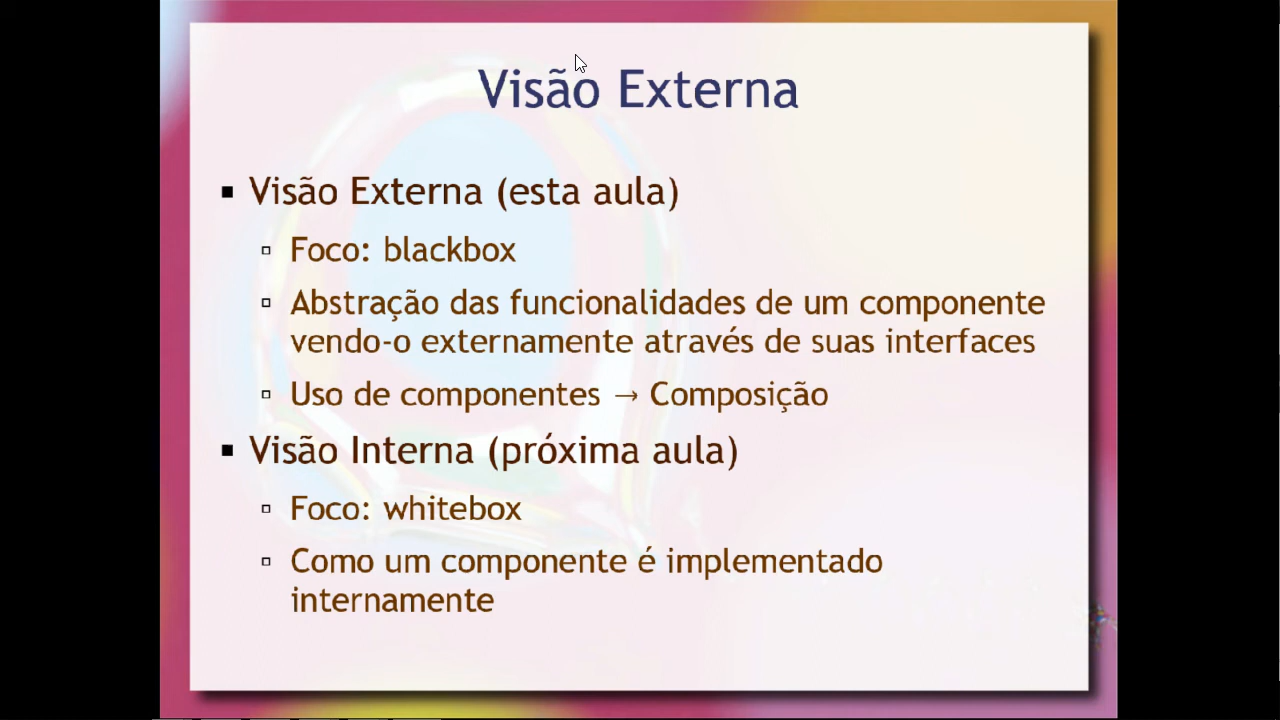 Visão Externa
▪ Visão Externa (esta aula)
▫ Foco: blackbox
▫ Abstração das funcionalidades de um componente
vendo-o externamente através de suas interfaces
▫ Uso de componentes → Composição
▪ Visão Interna (próxima aula)
▫ Foco: whitebox
▫ Como um componente é implementado
internamente